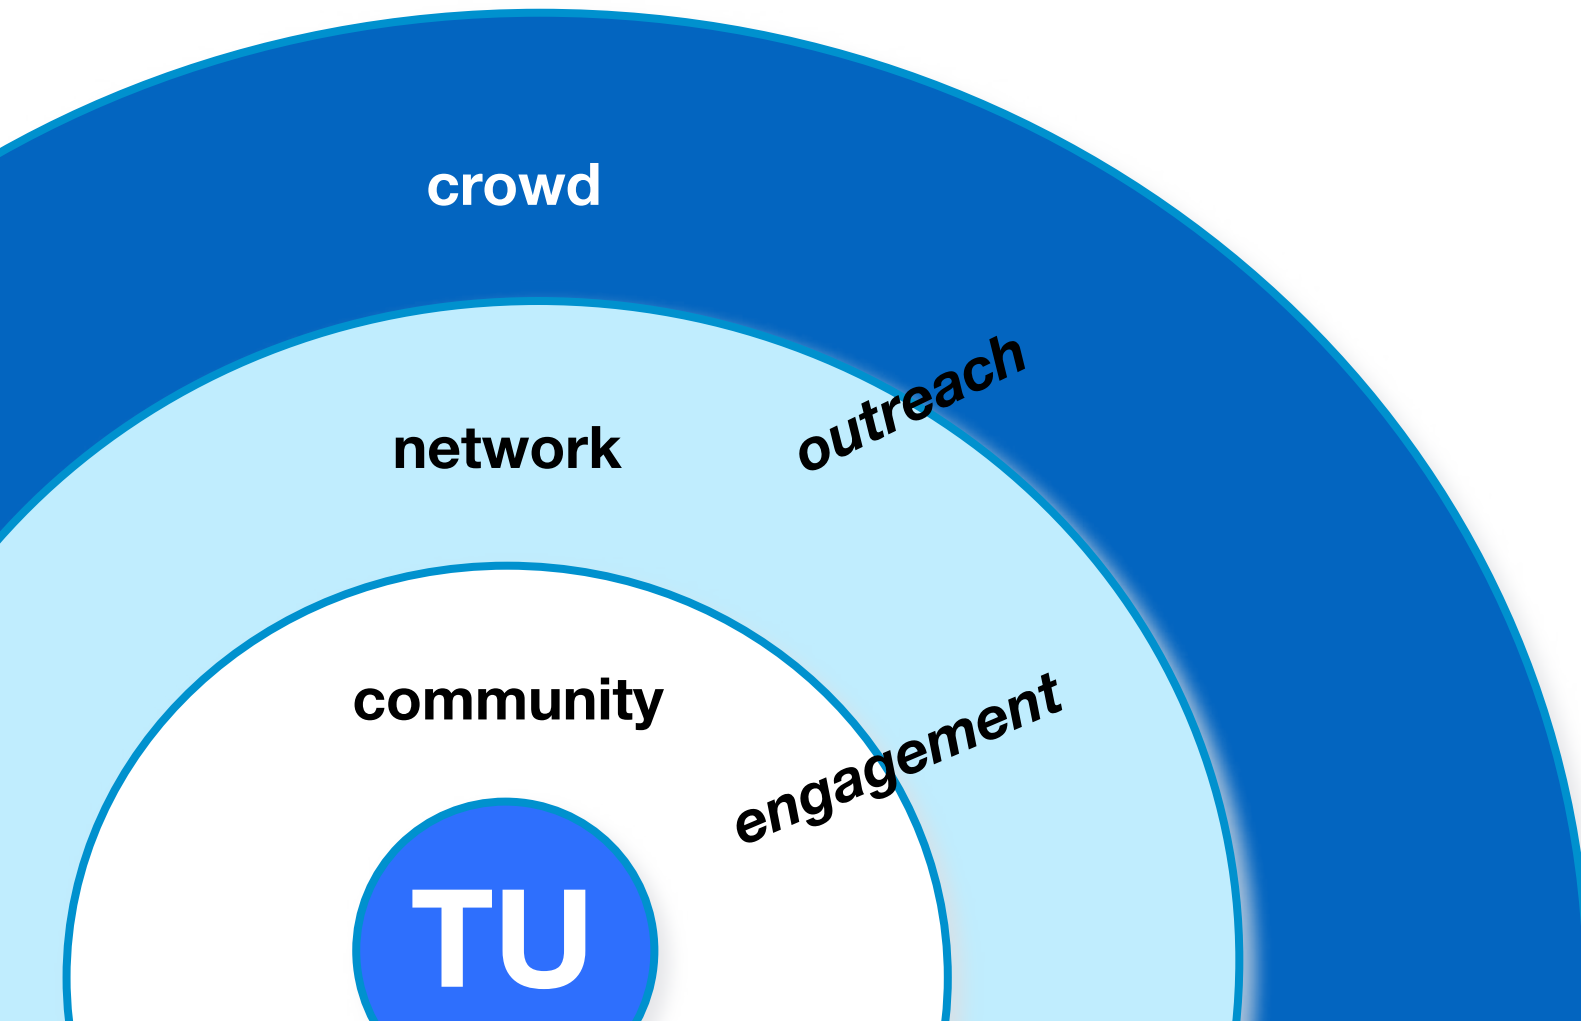 crowd
outreach
network
community
engagement
TU